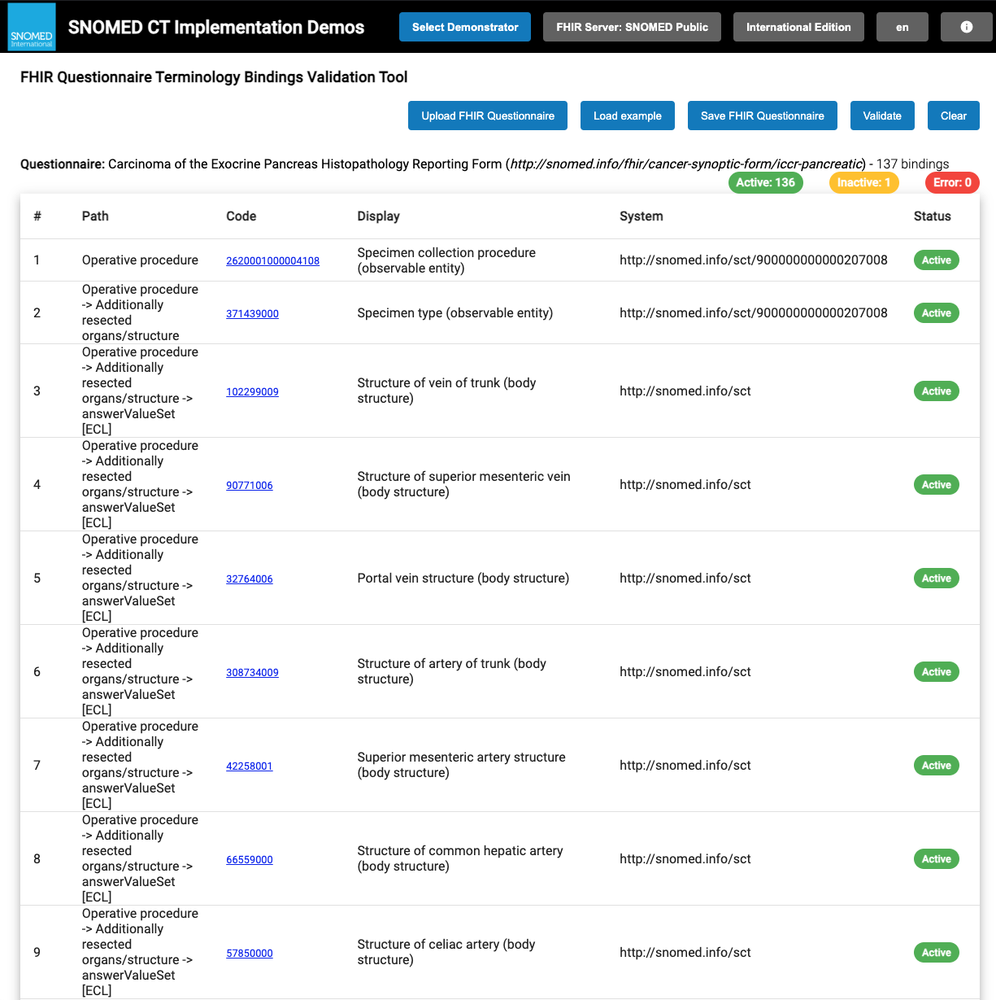 SNOMED
International
SNOMED CT Implementation Demos
Select Demonstrator
FHIR Server: SNOMED Public
International Edition
en
FHIR Questionnaire Terminology Bindings Validation Tool
Upload FHIR Questionnaire
Load example
Save FHIR Questionnaire
Validate
Clear
Questionnaire: Carcinoma of the Exocrine Pancreas Histopathology Reporting Form (http://snomed.info/fhir/cancer-synoptic-form/iccr-pancreatic) - 137 bindings
Active: 136
Inactive: 1
Error: 0
# Path Code Display System Status
1
Operative procedure
2620001000004108
Specimen collection procedure
(observable entity)
http://snomed.info/sct/900000000000207008
Active
2
Operative procedure
-> Additionally
resected
organs/structure
371439000
Specimen type (observable entity)
http://snomed.info/sct/900000000000207008
Active
3
Operative procedure
-> Additionally
resected
organs/structure ->
answerValueSet
[ECL]
102299009
Structure of vein of trunk (body
structure)
http://snomed.info/sct
Active
4
Operative procedure
-> Additionally
resected
organs/structure ->
answerValueSet
[ECL]
90771006
Structure of superior mesenteric vein
(body structure)
http://snomed.info/sct
Active
5
Operative procedure
-> Additionally
resected
organs/structure ->
answerValueSet
[ECL]
32764006
Portal vein structure (body structure)
http://snomed.info/sct
Active
6
Operative procedure
-> Additionally
resected
organs/structure ->
answerValueSet
[ECL]
308734009
Structure of artery of trunk (body
structure)
http://snomed.info/sct
Active
7
Operative procedure
-> Additionally
resected
organs/structure ->
answerValueSet
[ECL]
42258001
Superior mesenteric artery structure
(body structure)
http://snomed.info/sct
Active
8
Operative procedure
-> Additionally
resected
organs/structure ->
answerValueSet
[ECL]
66559000
Structure of common hepatic artery
(body structure)
http://snomed.info/sct
Active
9
Operative procedure
-> Additionally
resected
organs/structure ->
answerValueSet
[ECL]
57850000
Structure of celiac artery (body
structure)
http://snomed.info/sct
Active